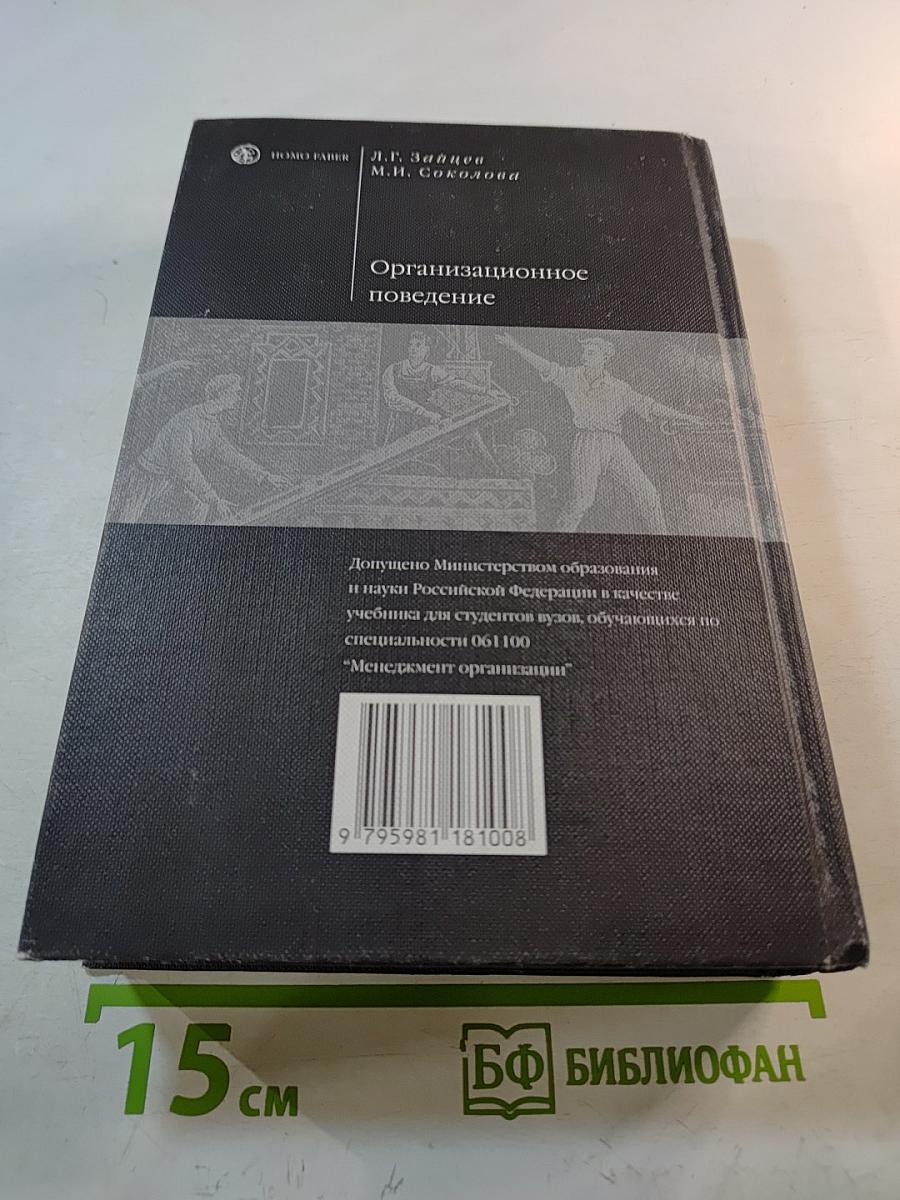 HOMO FABER
Л.Г. Зайцев
М.И. Соколова
Организационное
поведение
Допущено Министерством образования
и науки Российской Федерации в качестве
учебника для студентов вузов, обучающихся по
специальности 061100
“Менеджмент организации”
9 795981 181008
15 см
БФ БИБЛИОФАН